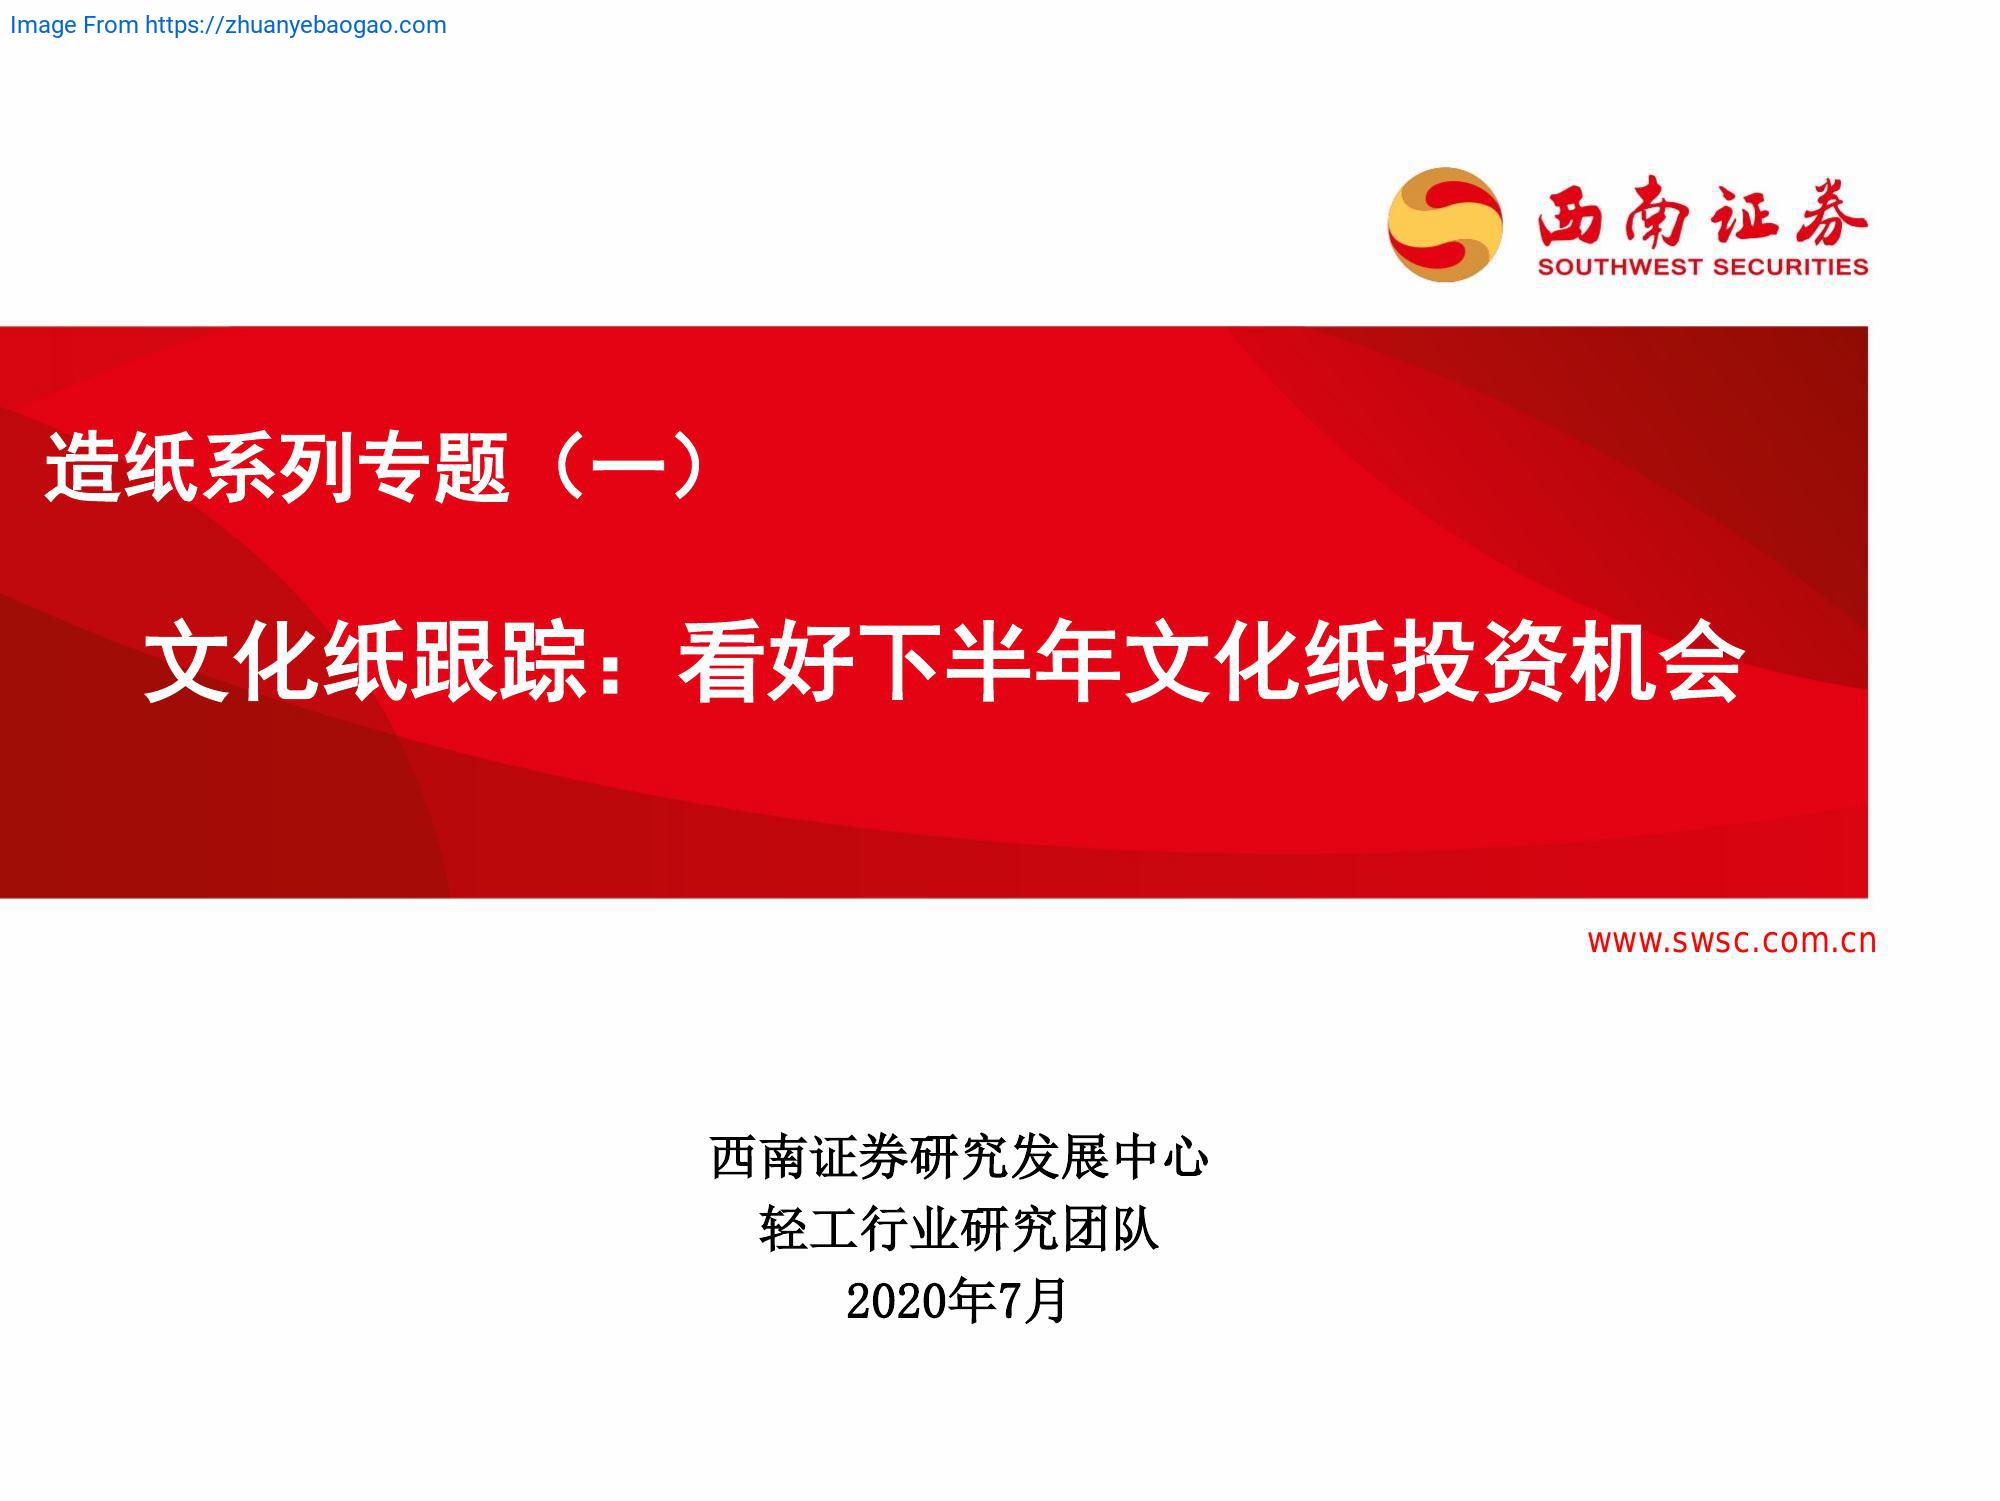 Image From https://zhuanyebaogao.com
西南证券
SOUTHWEST SECURITIES
造纸系列专题（一）
文化纸跟踪：看好下半年文化纸投资机会
www.swsc.com.cn
西南证券研究发展中心
轻工行业研究团队
2020年7月